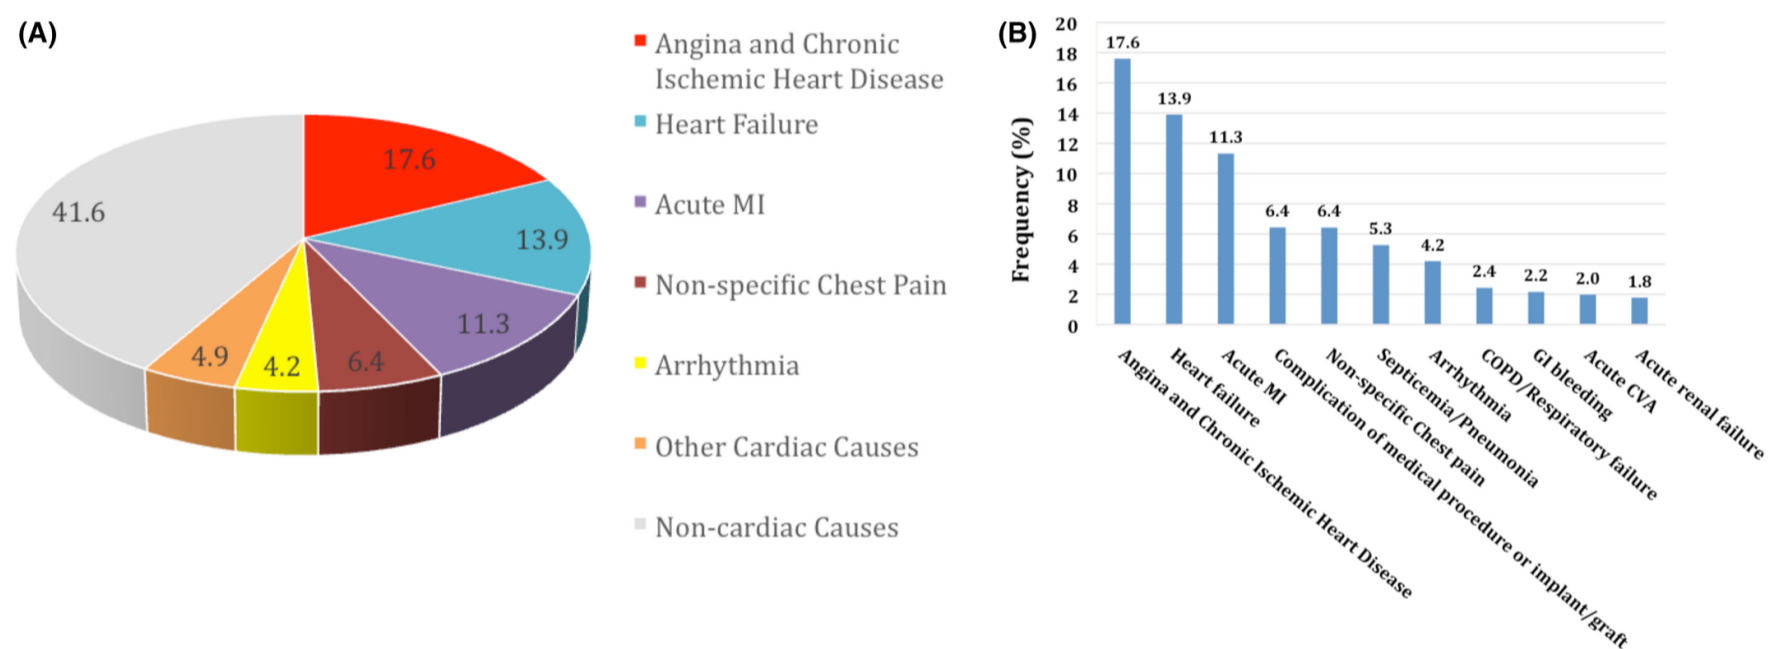 (A)
17.6
13.9
11.3
6.4
4.2
4.9
41.6
Angina and Chronic
Ischemic Heart Disease
Heart Failure
Acute MI
Non-specific Chest Pain
Arrhythmia
Other Cardiac Causes
Non-cardiac Causes
(B)
Frequency (%)
20
18
16
14
12
10
8
6
4
2
0
17.6
13.9
11.3
6.4
6.4
5.3
4.2
2.4
2.2
2.0
1.8
Angina and Chronic Ischemic Heart Disease
Heart failure
Acute MI
Complication of medical procedure or implant/graft
Non-specific Chest pain
Septicemia/Pneumonia
Arrhythmia
COPD/Respiratory failure
GI bleeding
Acute CVA
Acute renal failure